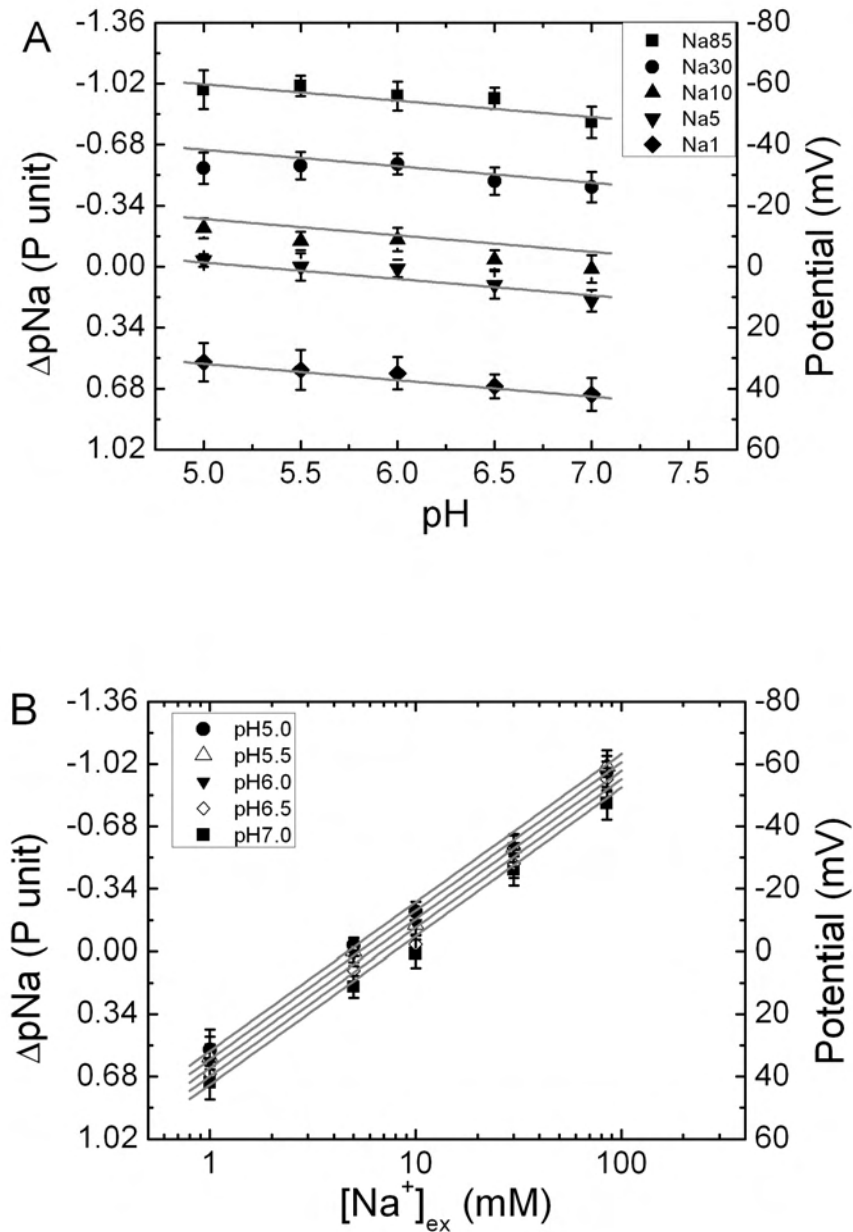 A
ΔpNa (P unit)
-1.36
-1.02
-0.68
-0.34
0.00
0.34
0.68
1.02
Na85
Na30
Na10
Na5
Na1
-80
-60
-40
-20
0
20
40
60
Potential (mV)
5.0 5.5 6.0 6.5 7.0 7.5
pH
B
ΔpNa (P unit)
-1.36
-1.02
-0.68
-0.34
0.00
0.34
0.68
1.02
pH5.0
pH5.5
pH6.0
pH6.5
pH7.0
-80
-60
-40
-20
0
20
40
60
Potential (mV)
1 10 100
[Na⁺]ₑₓ (mM)